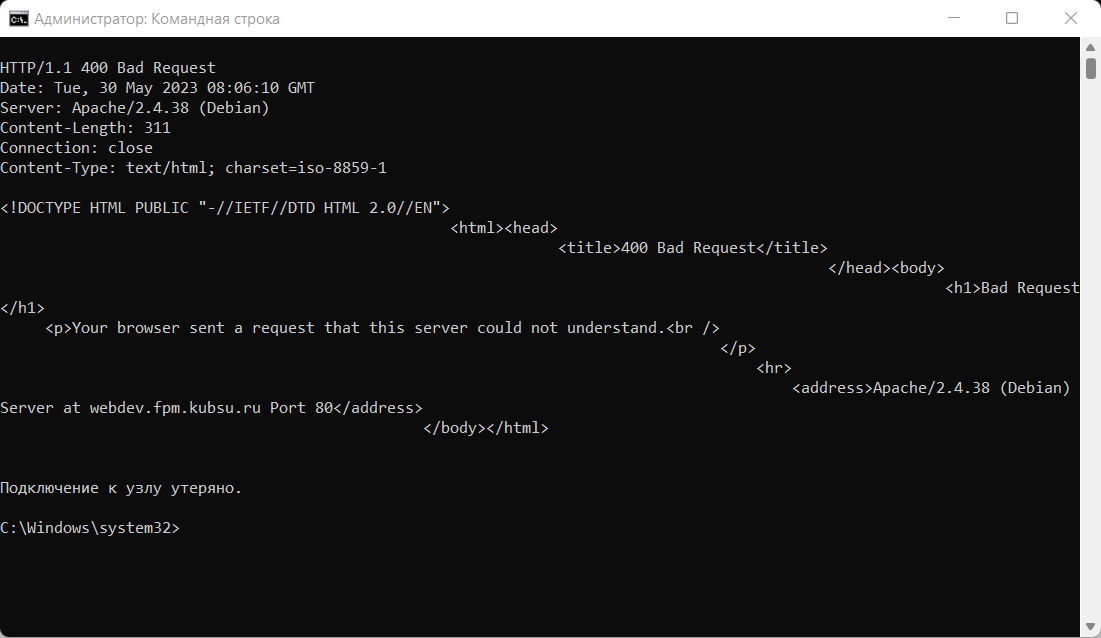 Администратор: Командная строка
HTTP/1.1 400 Bad Request
Date: Tue, 30 May 2023 08:06:10 GMT
Server: Apache/2.4.38 (Debian)
Content-Length: 311
Connection: close
Content-Type: text/html; charset=iso-8859-1
<!DOCTYPE HTML PUBLIC "-//IETF//DTD HTML 2.0//EN">
<html><head>
<title>400 Bad Request</title>
</head><body>
<h1>Bad Request
</h1>
<p>Your browser sent a request that this server could not understand.<br />
</p>
<hr>
<address>Apache/2.4.38 (Debian)
Server at webdev.fpm.kubsu.ru Port 80</address>
</body></html>
Подключение к узлу утеряно.
C:\Windows\system32>